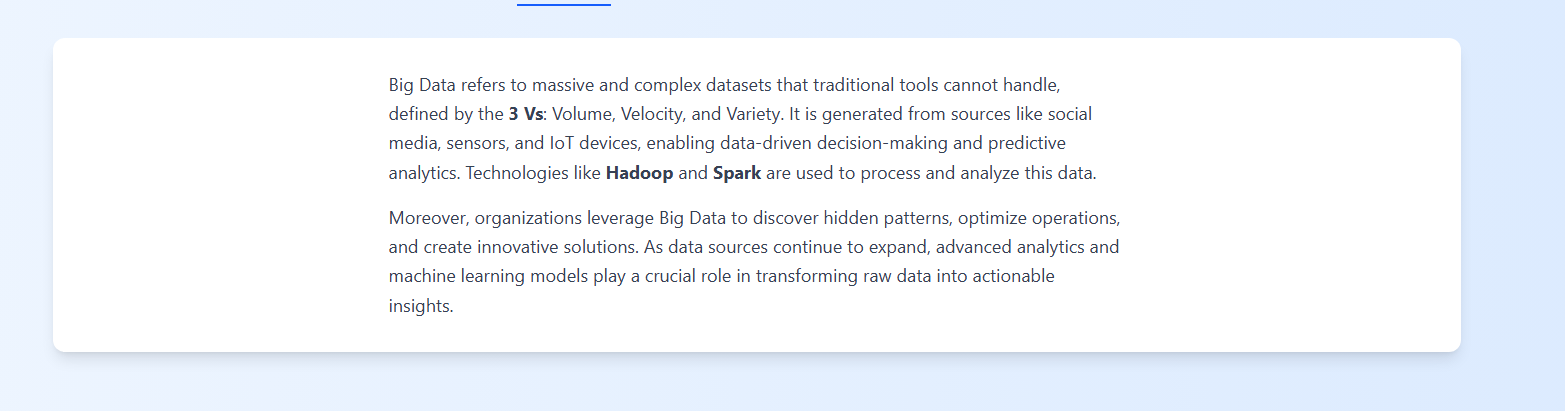 Big Data refers to massive and complex datasets that traditional tools cannot handle,
defined by the 3 Vs: Volume, Velocity, and Variety. It is generated from sources like social
media, sensors, and IoT devices, enabling data-driven decision-making and predictive
analytics. Technologies like Hadoop and Spark are used to process and analyze this data.
Moreover, organizations leverage Big Data to discover hidden patterns, optimize operations,
and create innovative solutions. As data sources continue to expand, advanced analytics and
machine learning models play a crucial role in transforming raw data into actionable
insights.